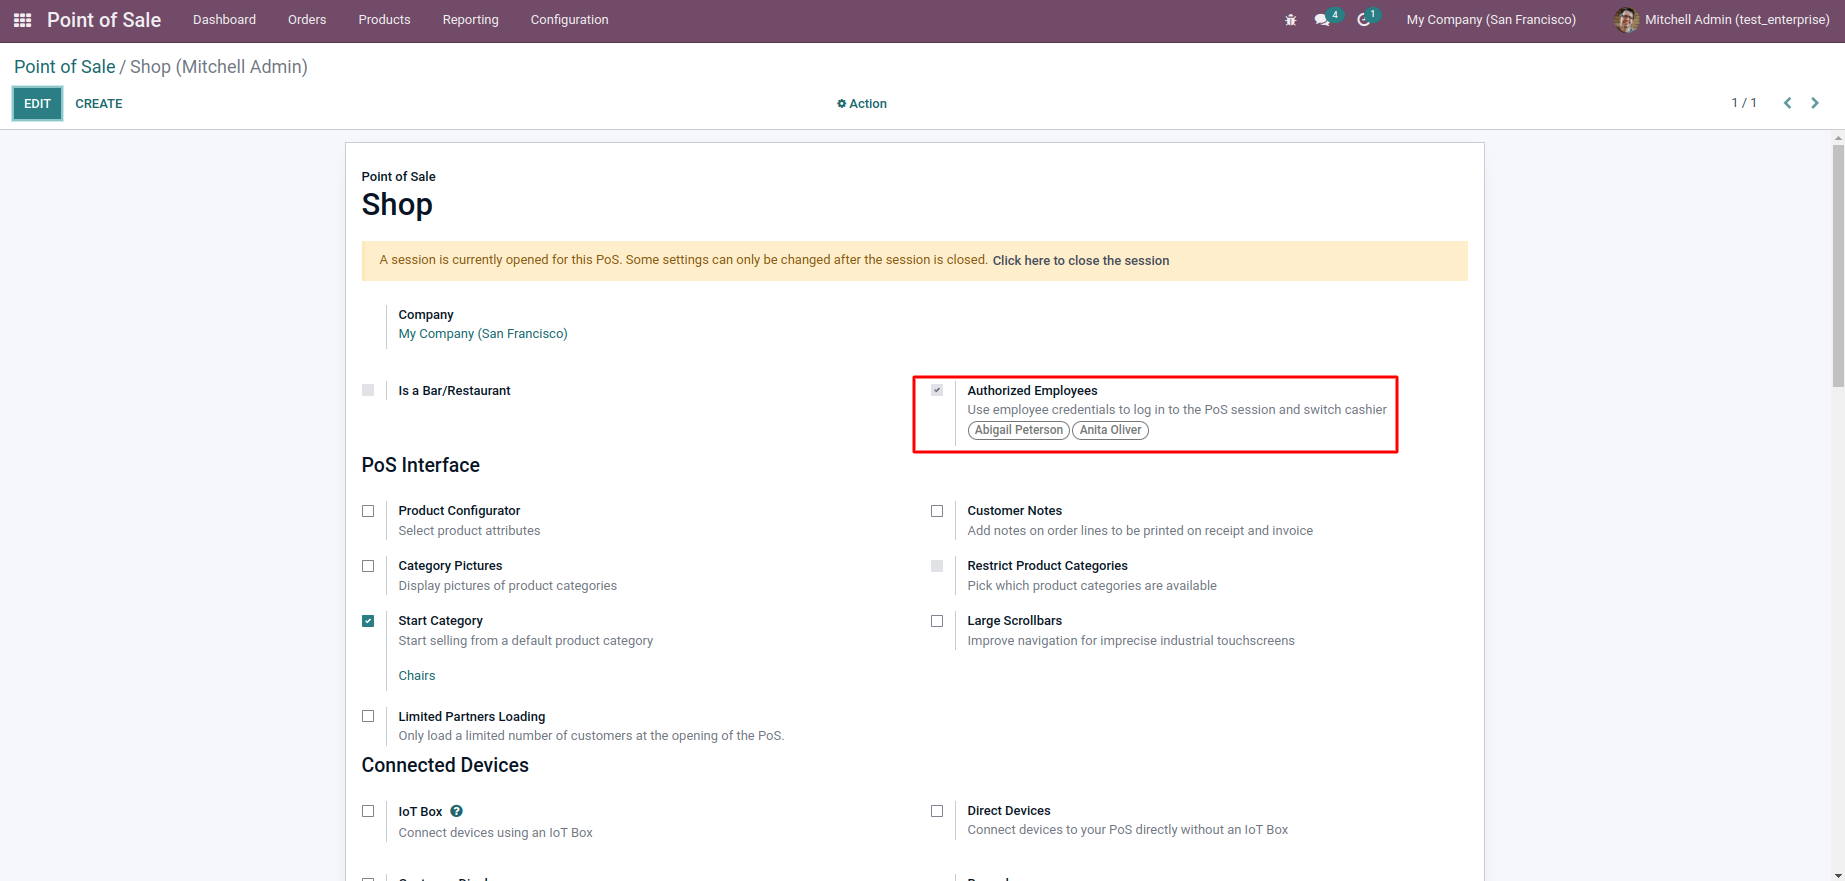 Point of Sale Dashboard Orders Products Reporting Configuration 4 1 My Company (San Francisco) Mitchell Admin (test_enterprise)
Point of Sale / Shop (Mitchell Admin)
EDIT CREATE Action 1 / 1
Point of Sale
Shop
A session is currently opened for this PoS. Some settings can only be changed after the session is closed. Click here to close the session
Company
My Company (San Francisco)
Is a Bar/Restaurant
Authorized Employees
Use employee credentials to log in to the PoS session and switch cashier
Abigail Peterson Anita Oliver
PoS Interface
Product Configurator
Select product attributes
Customer Notes
Add notes on order lines to be printed on receipt and invoice
Category Pictures
Display pictures of product categories
Restrict Product Categories
Pick which product categories are available
Start Category
Start selling from a default product category
Chairs
Large Scrollbars
Improve navigation for imprecise industrial touchscreens
Limited Partners Loading
Only load a limited number of customers at the opening of the PoS.
Connected Devices
IoT Box ?
Connect devices using an IoT Box
Direct Devices
Connect devices to your PoS directly without an IoT Box